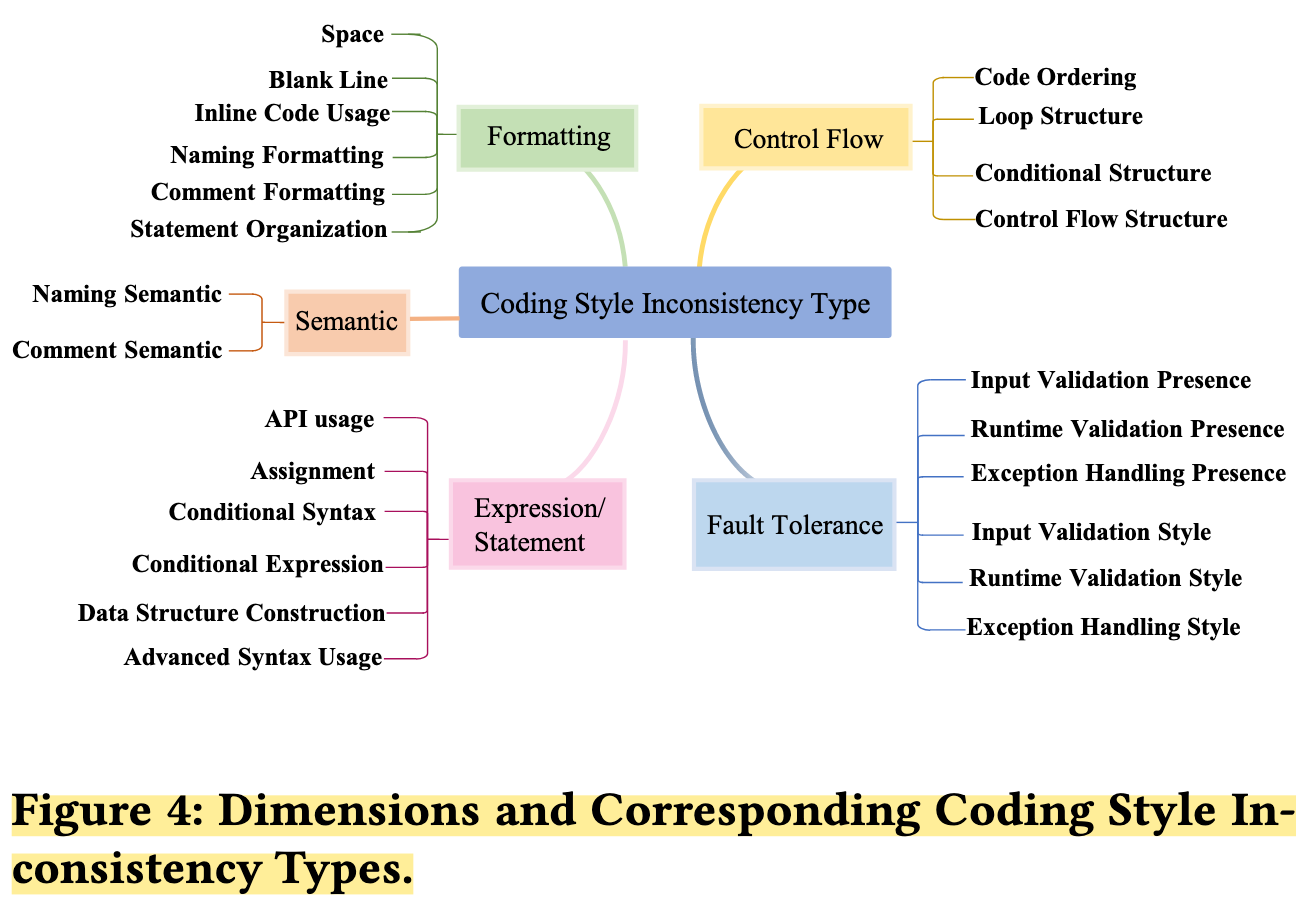 Space
Blank Line
Inline Code Usage
Naming Formatting
Comment Formatting
Statement Organization
Formatting
Control Flow
Code Ordering
Loop Structure
Conditional Structure
Control Flow Structure
Coding Style Inconsistency Type
Naming Semantic
Comment Semantic
Semantic
API usage
Assignment
Conditional Syntax
Conditional Expression
Data Structure Construction
Advanced Syntax Usage
Expression/
Statement
Fault Tolerance
Input Validation Presence
Runtime Validation Presence
Exception Handling Presence
Input Validation Style
Runtime Validation Style
Exception Handling Style
Figure 4: Dimensions and Corresponding Coding Style In-
consistency Types.